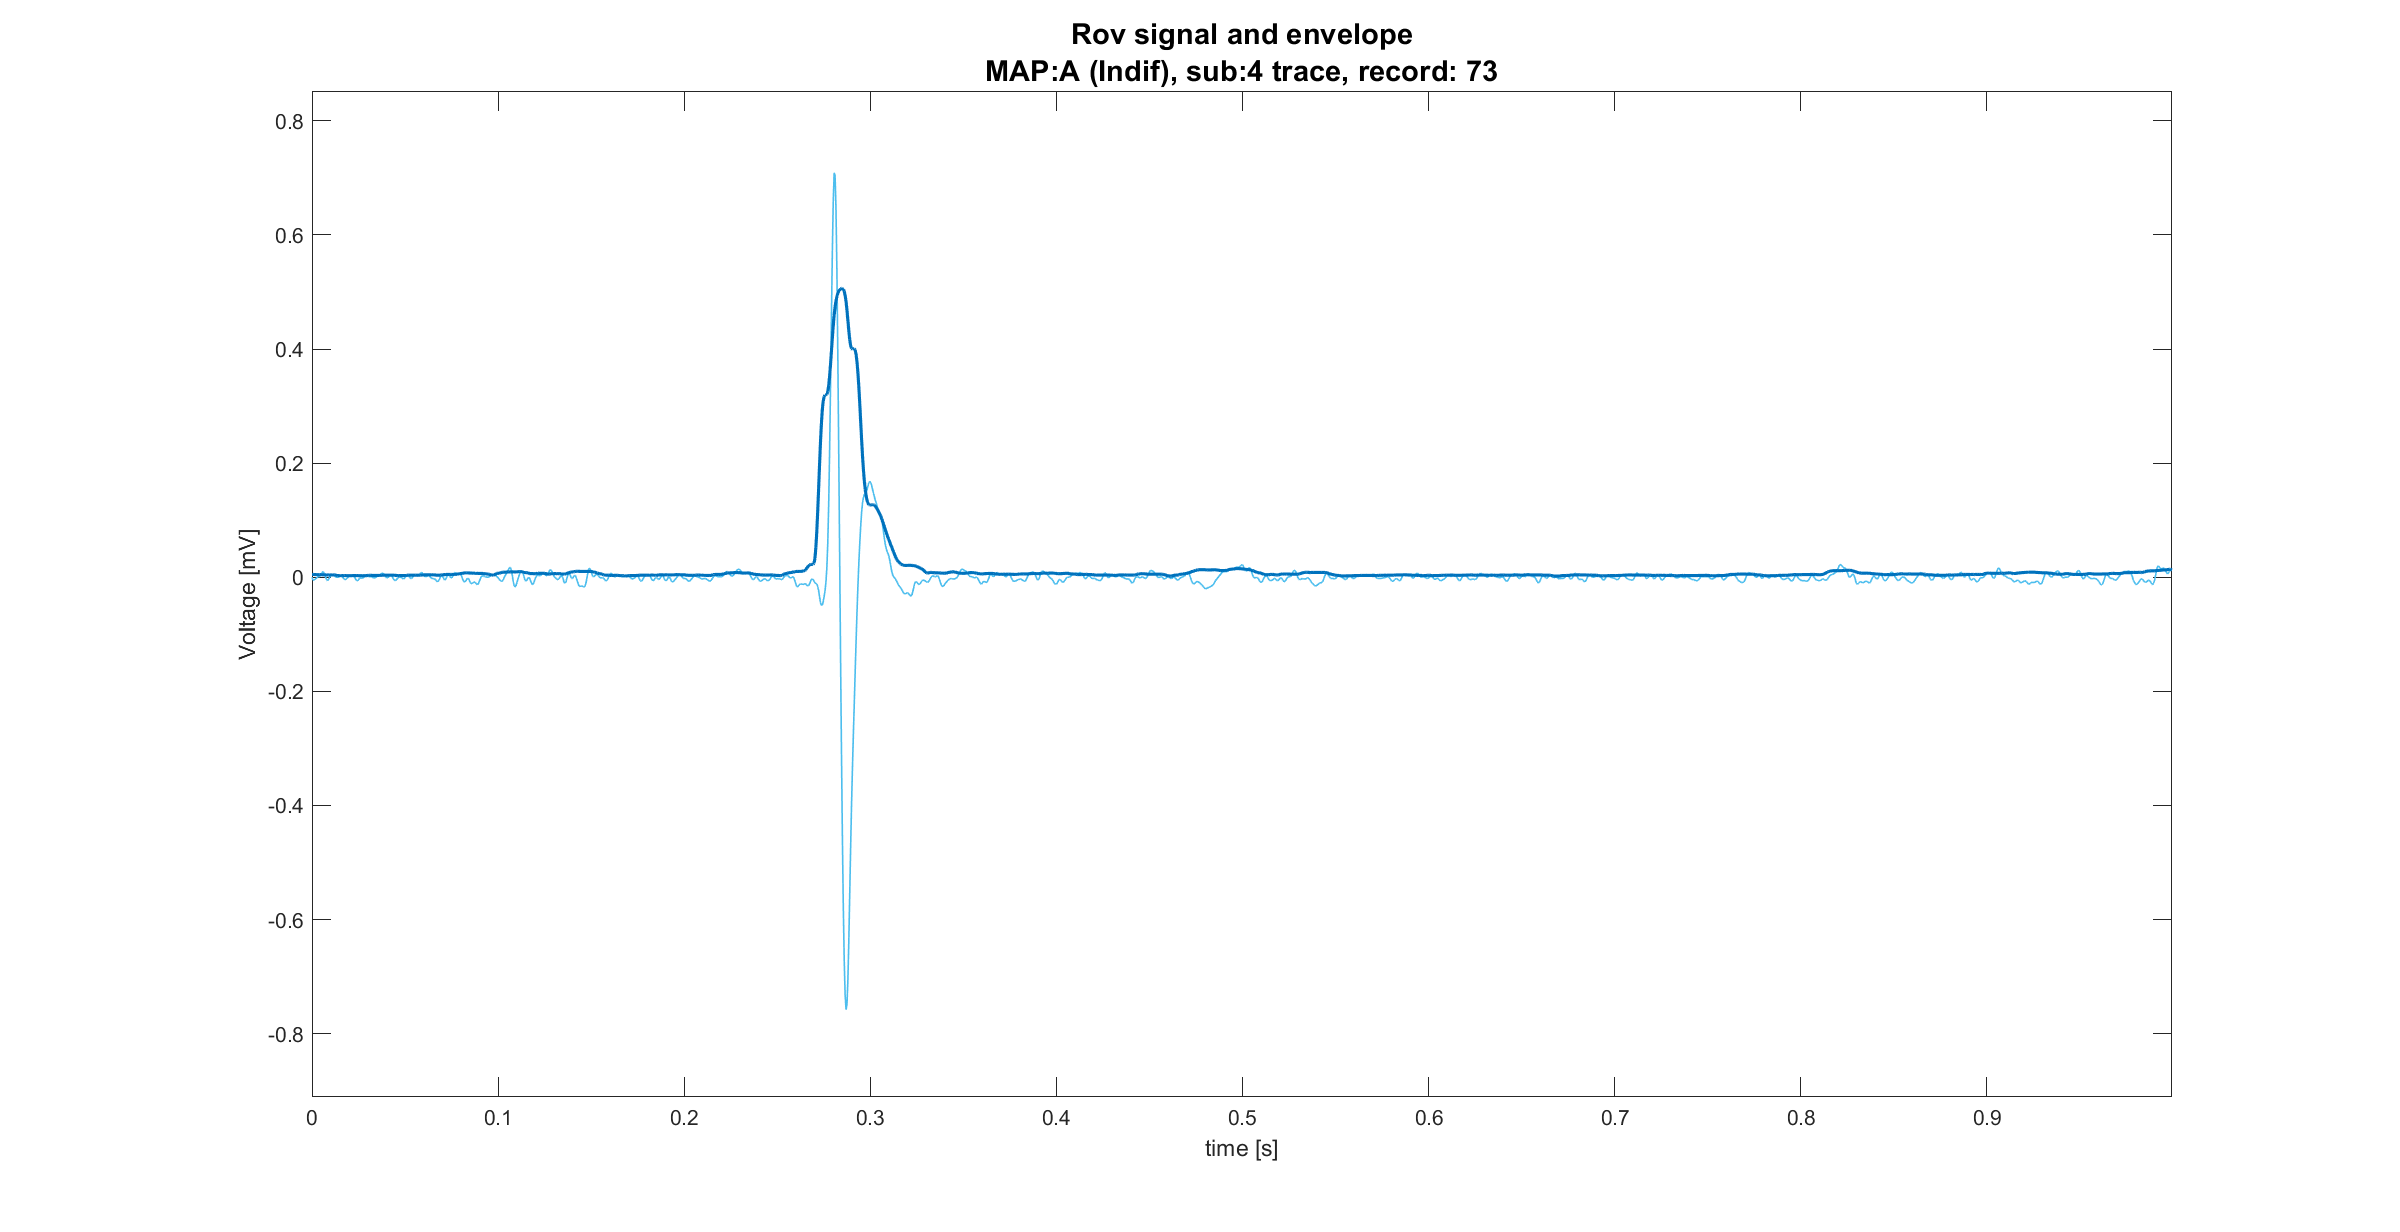 Rov signal and envelope
MAP:A (Indif), sub:4 trace, record: 73
0.8
0.6
0.4
0.2
0
-0.2
-0.4
-0.6
-0.8
Voltage [mV]
0 0.1 0.2 0.3 0.4 0.5 0.6 0.7 0.8 0.9
time [s]